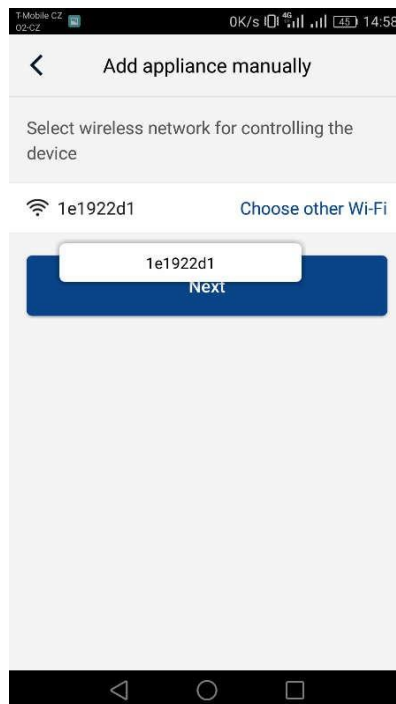 T-Mobile CZ
O2-CZ
0K/s 4G 45 14:58
Add appliance manually
Select wireless network for controlling the
device
1e1922d1 Choose other Wi-Fi
1e1922d1
Next